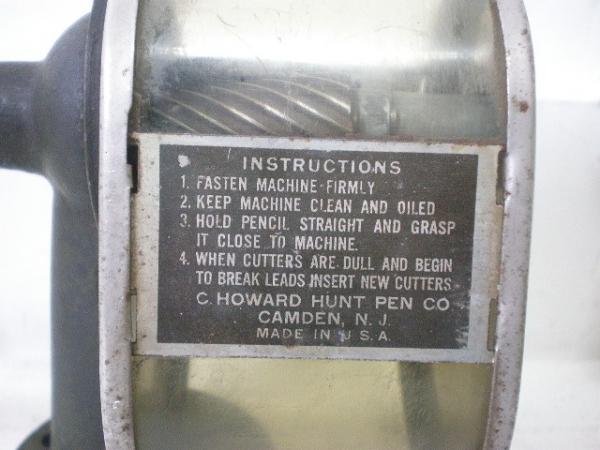 INSTRUCTIONS
1. FASTEN MACHINE FIRMLY
2. KEEP MACHINE CLEAN AND OILED
3. HOLD PENCIL STRAIGHT AND GRASP
IT CLOSE TO MACHINE.
4. WHEN CUTTERS ARE DULL AND BEGIN
TO BREAK LEADS INSERT NEW CUTTERS
C. HOWARD HUNT PEN CO
CAMDEN, N. J.
MADE IN U.S.A.